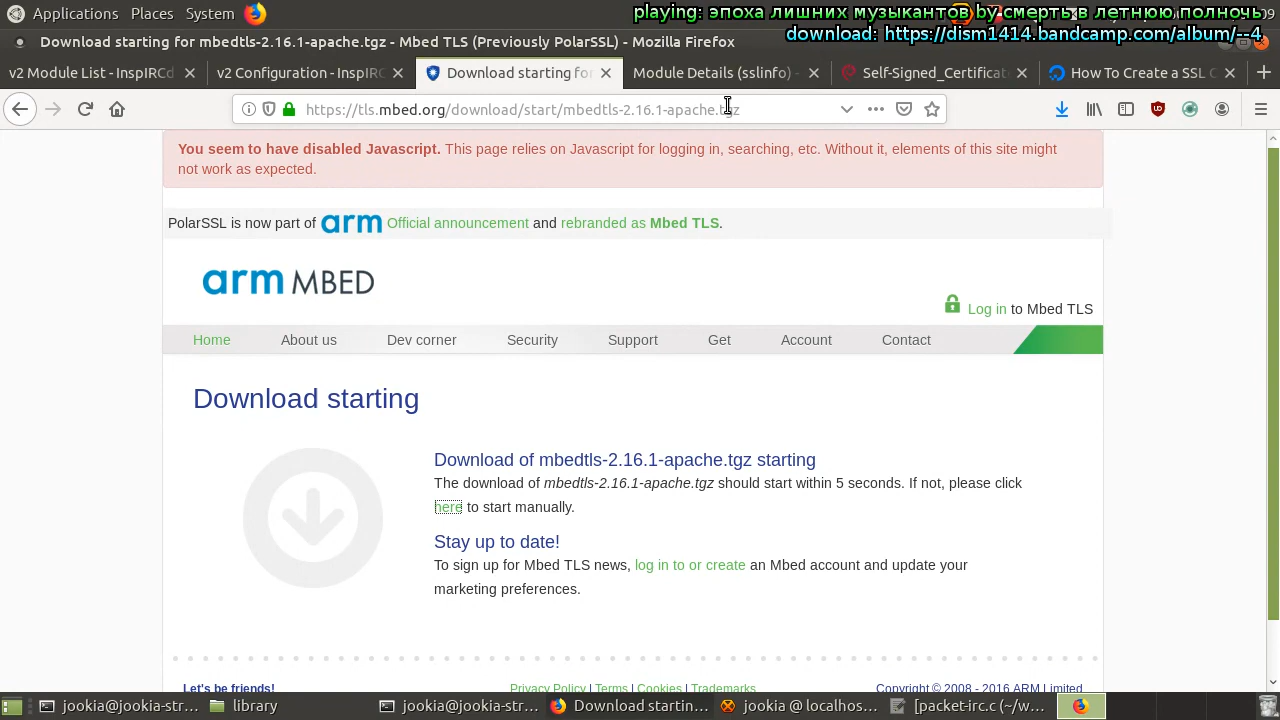 Applications Places System
playing: эпоха лишних музыкантов by смерть в летнюю полночь
09
download: https://dism1414.bandcamp.com/album/--4
Download starting for mbedtls-2.16.1-apache.tgz - Mbed TLS (Previously PolarSSL) - Mozilla Firefox
v2 Module List - InspIRCd
v2 Configuration - InspIRC
Download starting for
Module Details (sslinfo) -
Self-Signed_Certificate
How To Create a SSL C
https://tls.mbed.org/download/start/mbedtls-2.16.1-apache.tgz
You seem to have disabled Javascript. This page relies on Javascript for logging in, searching, etc. Without it, elements of this site might
not work as expected.
PolarSSL is now part of arm Official announcement and rebranded as Mbed TLS.
arm MBED
Log in to Mbed TLS
Home About us Dev corner Security Support Get Account Contact
Download starting
Download of mbedtls-2.16.1-apache.tgz starting
The download of mbedtls-2.16.1-apache.tgz should start within 5 seconds. If not, please click
here to start manually.
Stay up to date!
To sign up for Mbed TLS news, log in to or create an Mbed account and update your
marketing preferences.
Let's be friends!
Privacy Policy | Terms | Cookies | Trademarks
Copyright © 2008 - 2016 ARM Limited
jookia@jookia-str...
library
jookia@jookia-str...
Download startin...
jookia @ localhos...
[packet-irc.c (~/w...